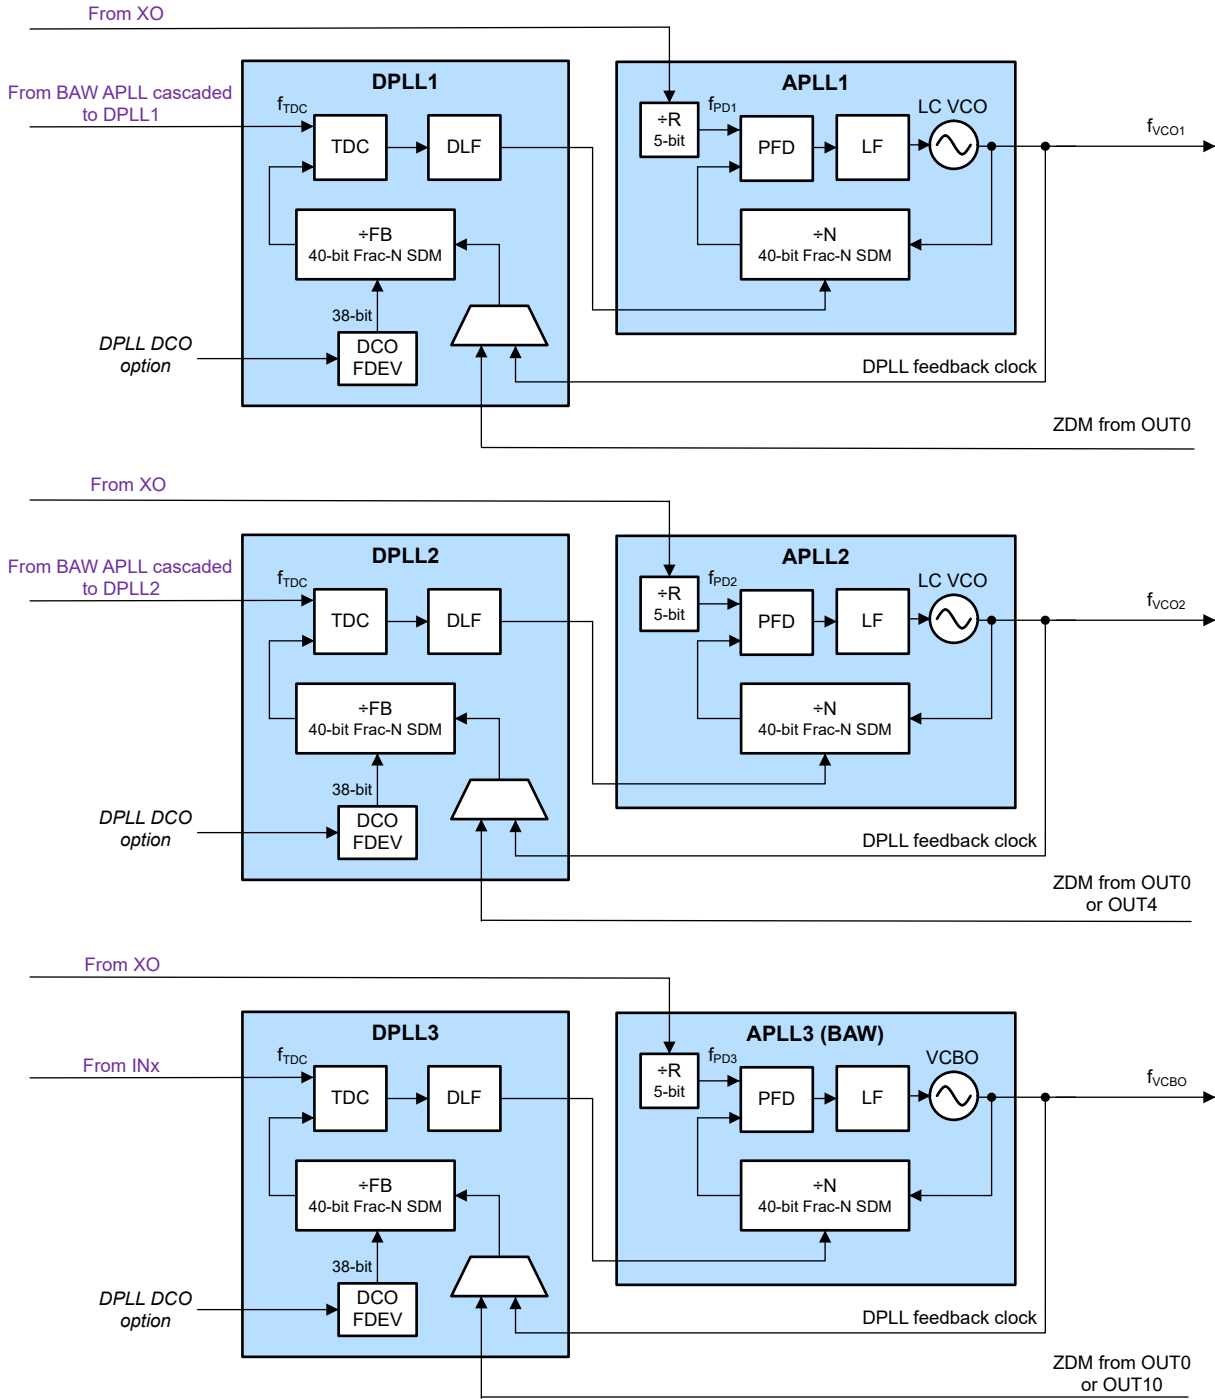 From XO
DPLL1
APLL1
From BAW APLL cascaded
to DPLL1
fTDC
TDC
DLF
÷R
5-bit
fPD1
PFD
LF
LC VCO
fVCO1
÷FB
40-bit Frac-N SDM
÷N
40-bit Frac-N SDM
38-bit
DPLL DCO
option
DCO
FDEV
DPLL feedback clock
ZDM from OUT0
From XO
DPLL2
APLL2
From BAW APLL cascaded
to DPLL2
fTDC
TDC
DLF
÷R
5-bit
fPD2
PFD
LF
LC VCO
fVCO2
÷FB
40-bit Frac-N SDM
÷N
40-bit Frac-N SDM
38-bit
DPLL DCO
option
DCO
FDEV
DPLL feedback clock
ZDM from OUT0
or OUT4
From XO
DPLL3
APLL3 (BAW)
From INx
fTDC
TDC
DLF
÷R
5-bit
fPD3
PFD
LF
VCBO
fVCBO
÷FB
40-bit Frac-N SDM
÷N
40-bit Frac-N SDM
38-bit
DPLL DCO
option
DCO
FDEV
DPLL feedback clock
ZDM from OUT0
or OUT10